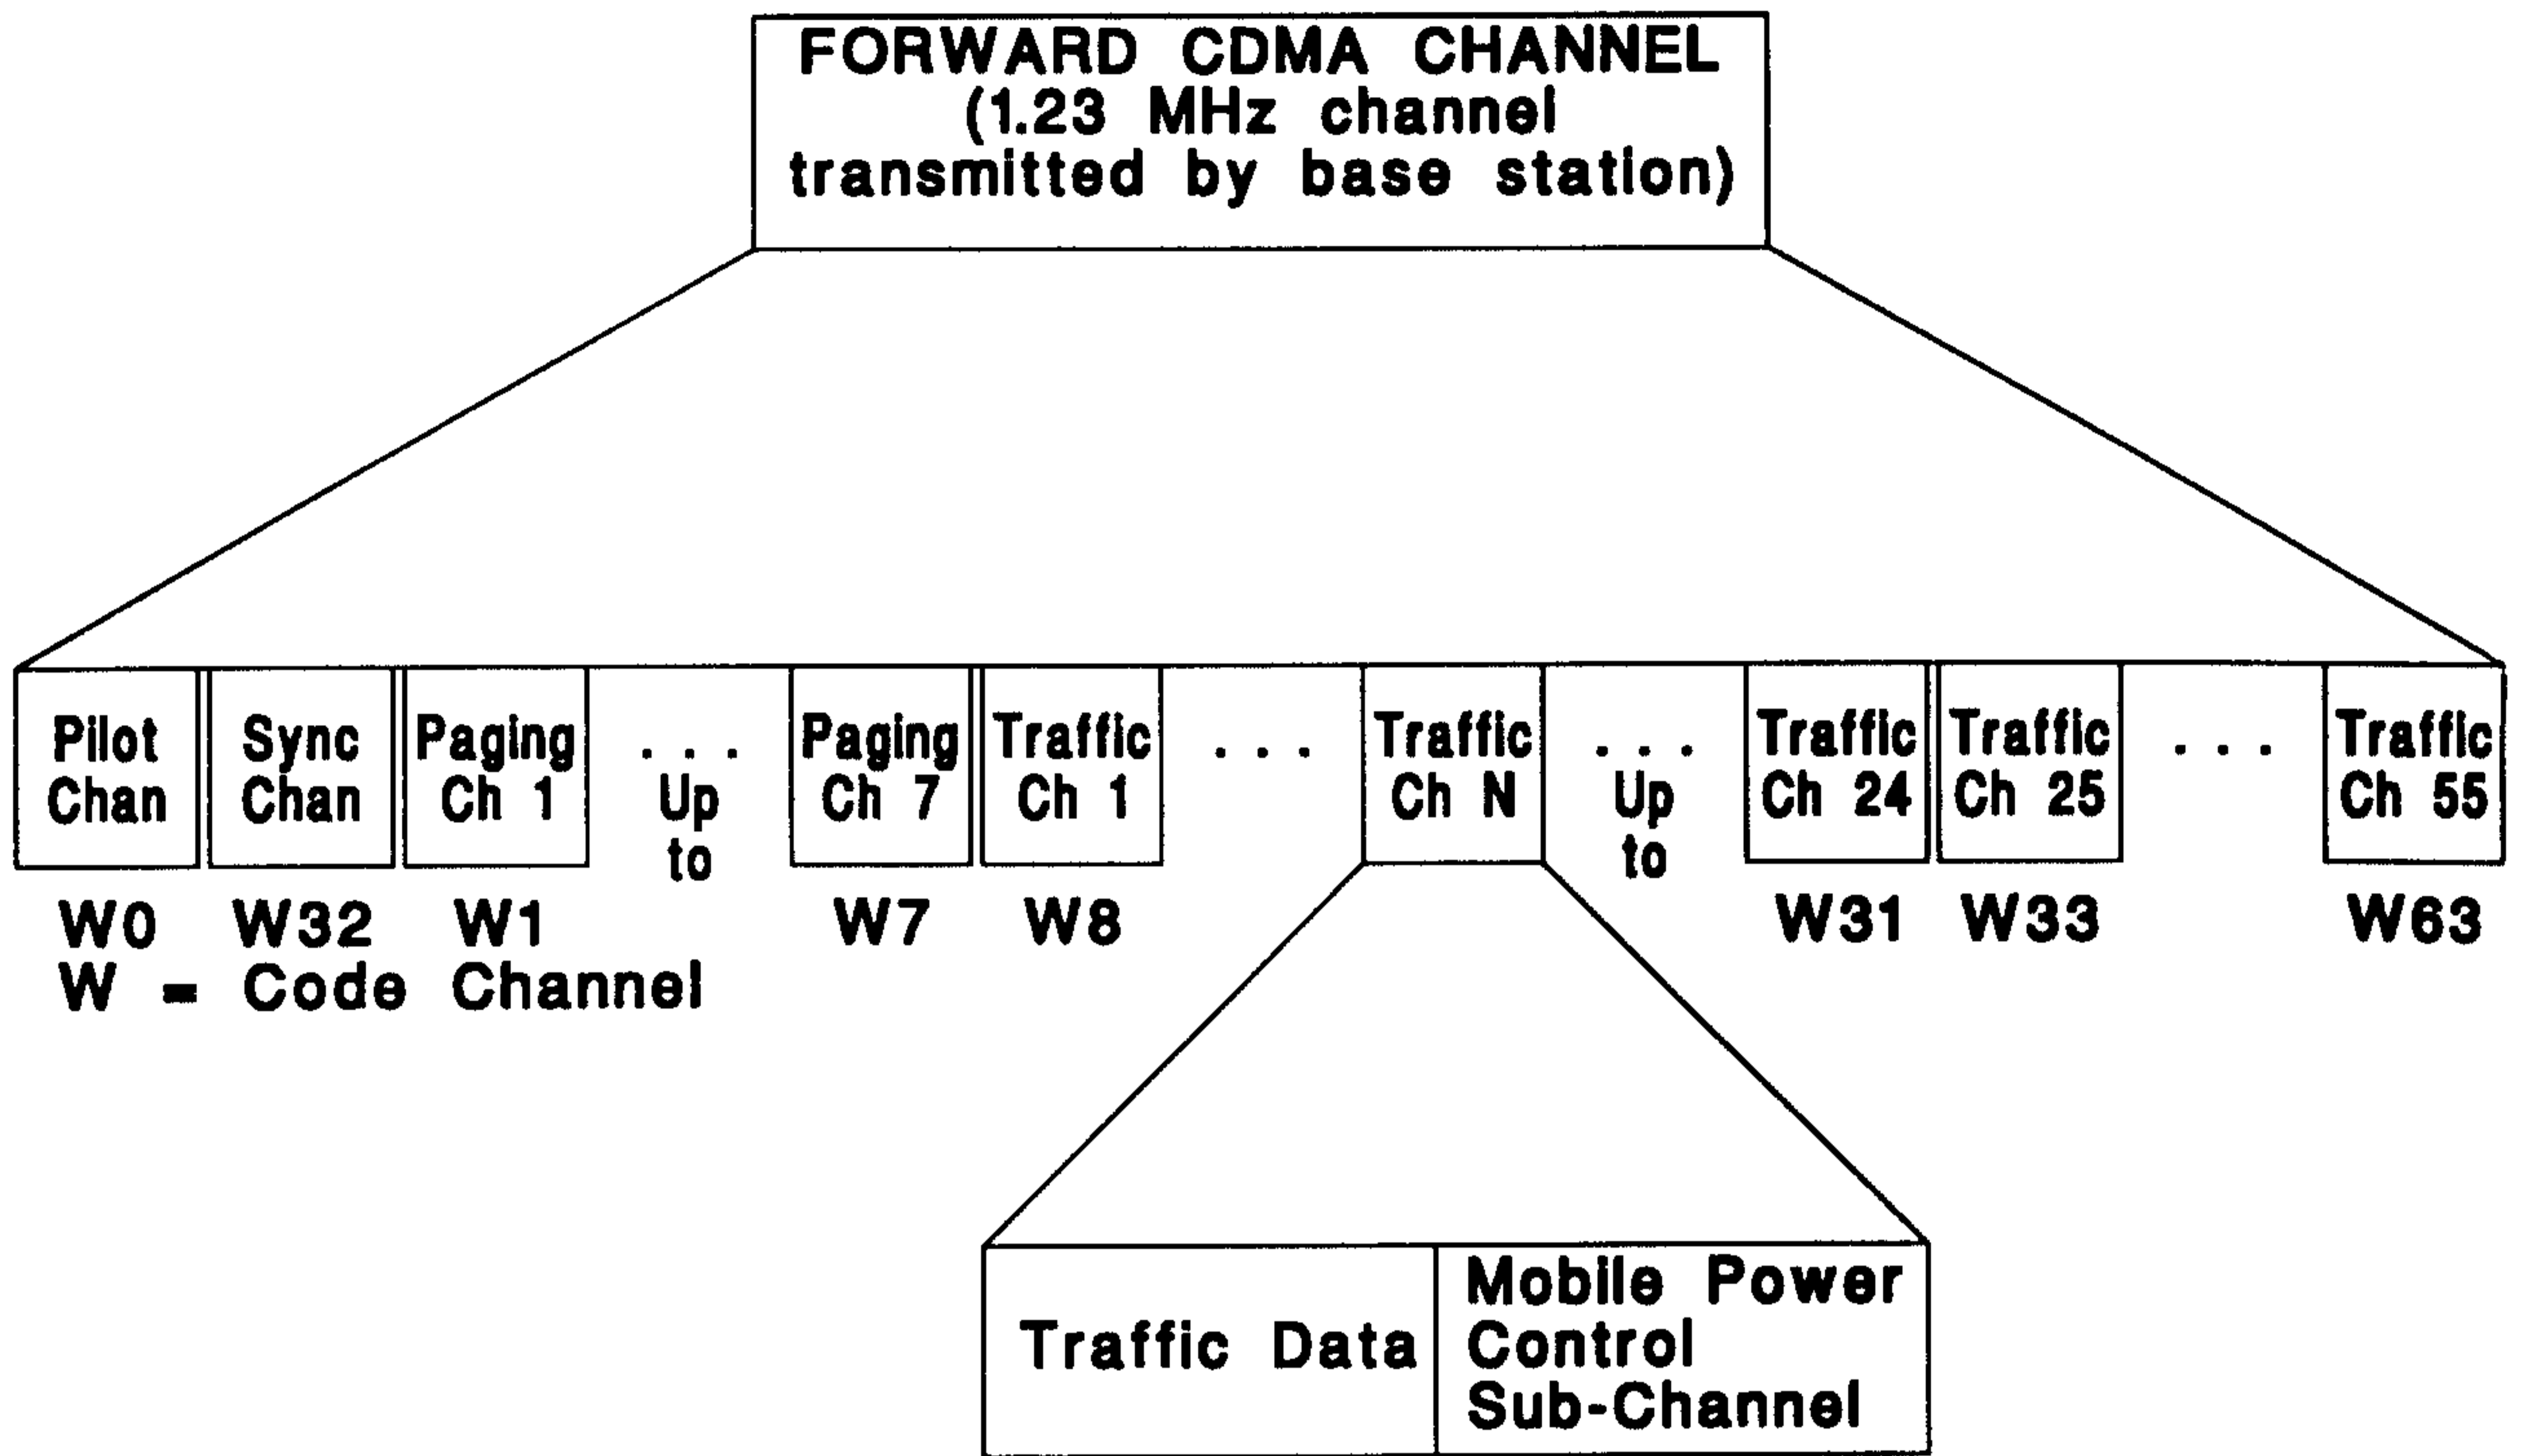 FORWARD CDMA CHANNEL
(1.23 MHz channel
transmitted by base station)
Pilot
Chan
Sync
Chan
Paging
Ch 1
. . .
Up
to
Paging
Ch 7
Traffic
Ch 1
. . .
Traffic
Ch N
. . .
Up
to
Traffic
Ch 24
Traffic
Ch 25
. . .
Traffic
Ch 55
W0 W32 W1 W7 W8 W31 W33 W63
W = Code Channel
Traffic Data
Mobile Power
Control
Sub-Channel